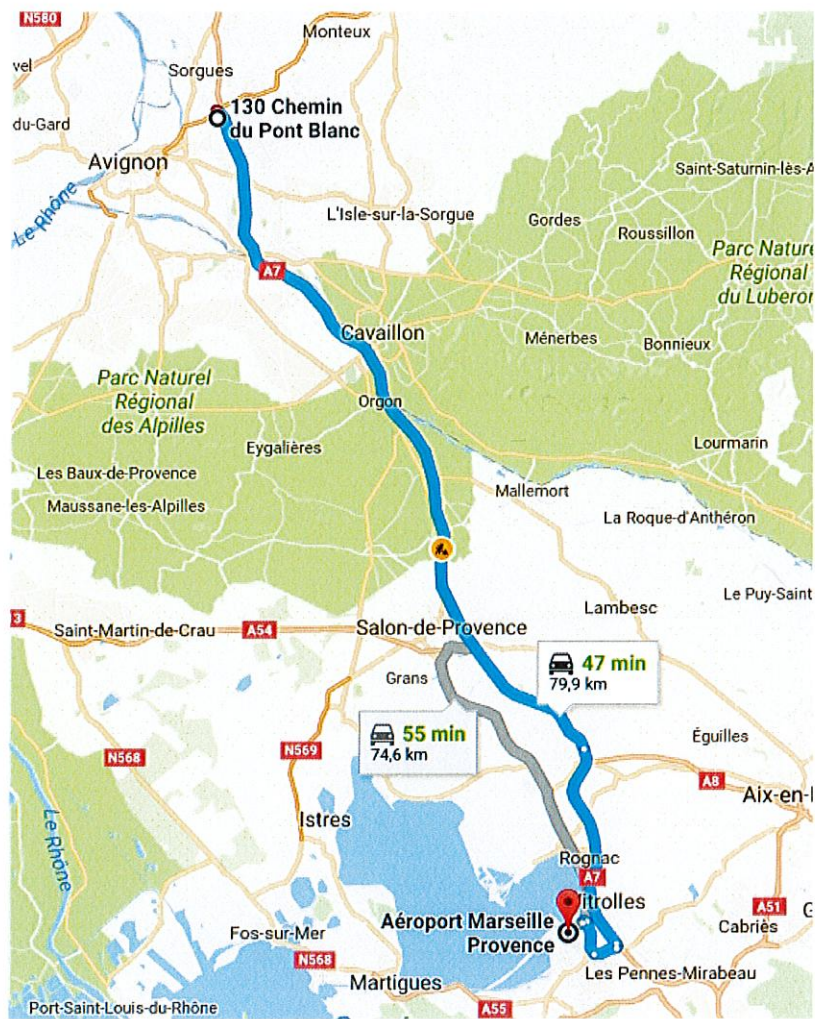 N580
Monteux
Sorgues
vel
130 Chemin
du Pont Blanc
du-Gard
Avignon
Saint-Saturnin-lès-A
Le Rhône
L'Isle-sur-la-Sorgue
Gordes
Roussillon
A7
Parc Nature
Régional
du Luberon
Cavaillon
Ménerbes
Bonnieux
Parc Naturel
Régional
des Alpilles
Orgon
Eygalières
Lourmarin
Les Baux-de-Provence
Mallemort
Maussane-les-Alpilles
La Roque-d'Anthéron
Le Puy-Saint
Lambesc
3
Saint-Martin-de-Crau
A54
Salon-de-Provence
47 min
79,9 km
Grans
55 min
74,6 km
Éguilles
N568
N569
A8
Aix-en-
Istres
Le Rhône
Rognac
A7
itrolles
A51
G
Aéroport Marseille
Provence
Cabriès
Fos-sur-Mer
N568
Les Pennes-Mirabeau
Martigues
Port-Saint-Louis-du-Rhône
A55